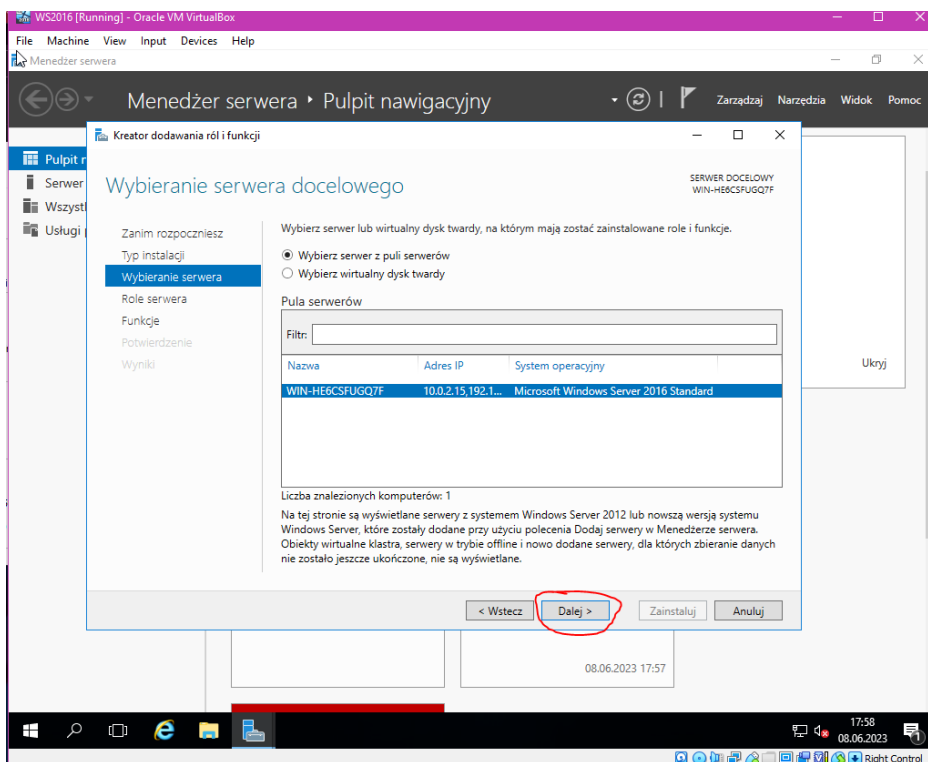 WS2016 [Running] - Oracle VM VirtualBox
File Machine View Input Devices Help
Menedżer serwera
Menedżer serwera ‣ Pulpit nawigacyjny
Zarządzaj Narzędzia Widok Pomoc
Kreator dodawania ról i funkcji
Pulpit
Serwer
Wszyst
Usługi
Wybieranie serwera docelowego
SERWER DOCELOWY
WIN-HE6CSFUGQ7F
Zanim rozpoczniesz
Typ instalacji
Wybieranie serwera
Role serwera
Funkcje
Potwierdzenie
Wyniki
Wybierz serwer lub wirtualny dysk twardy, na którym mają zostać zainstalowane role i funkcje.
Wybierz serwer z puli serwerów
Wybierz wirtualny dysk twardy
Pula serwerów
Filtr:
Nazwa Adres IP System operacyjny
WIN-HE6CSFUGQ7F 10.0.2.15,192.1... Microsoft Windows Server 2016 Standard
Liczba znalezionych komputerów: 1
Na tej stronie są wyświetlane serwery z systemem Windows Server 2012 lub nowszą wersją systemu
Windows Server, które zostały dodane przy użyciu polecenia Dodaj serwery w Menedżerze serwera.
Obiekty wirtualne klastra, serwery w trybie offline i nowo dodane serwery, dla których zbieranie danych
nie zostało jeszcze ukończone, nie są wyświetlane.
< Wstecz Dalej > Zainstaluj Anuluj
Ukryj
08.06.2023 17:57
17:58
08.06.2023
Right Control